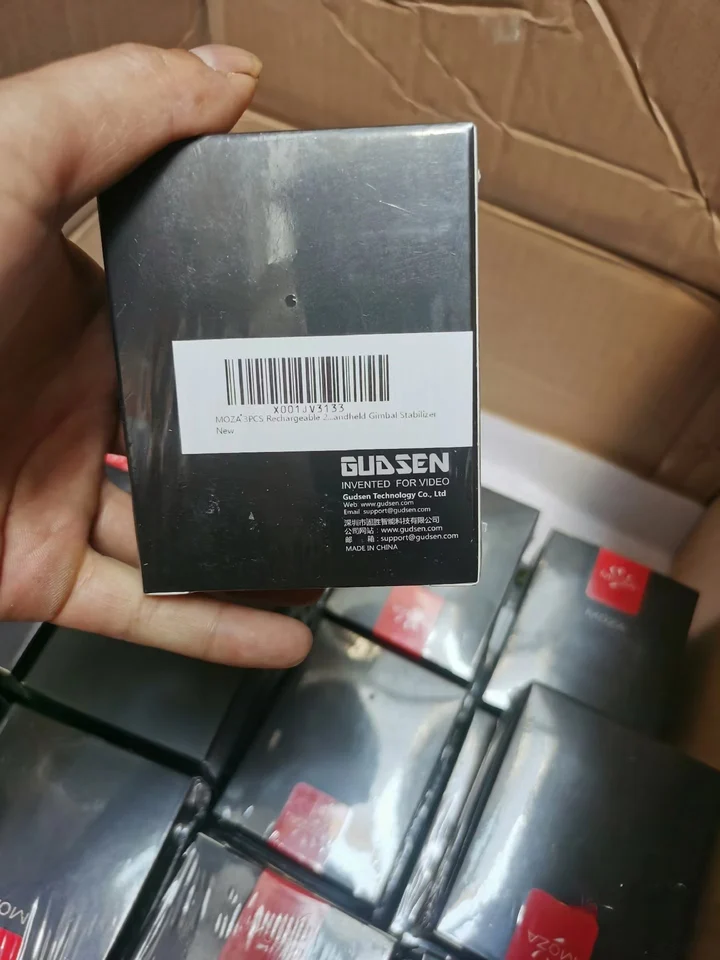 X001JV3133
MOZA 3PCS Rechargeable 2...andheld Gimbal Stabilizer
New
GUDSEN
INVENTED FOR VIDEO
Gudsen Technology Co., Ltd
Web: www.gudsen.com
Email: support@gudsen.com
深圳市固胜智能科技有限公司
公司网站: www.gudsen.com
邮 箱: support@gudsen.com
MADE IN CHINA
MOZA
MOZA
MOZA